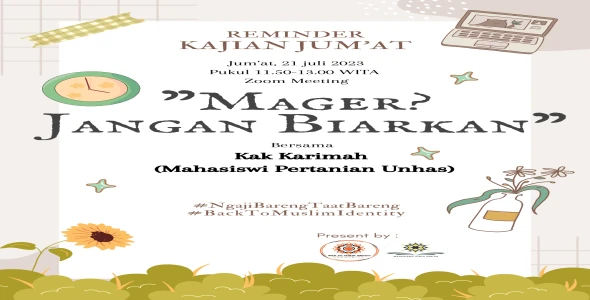 REMINDER
KAJIAN JUM'AT
Jum'at, 21 juli 2023
Pukul 11.50-13.00 WITA
Zoom Meeting
"MAGER?
JANGAN BIARKAN"
Bersama
Kak Karimah
(Mahasiswi Pertanian Unhas)
#NgajiBarengTaatBareng
#BackToMuslimIdentity
Present by :